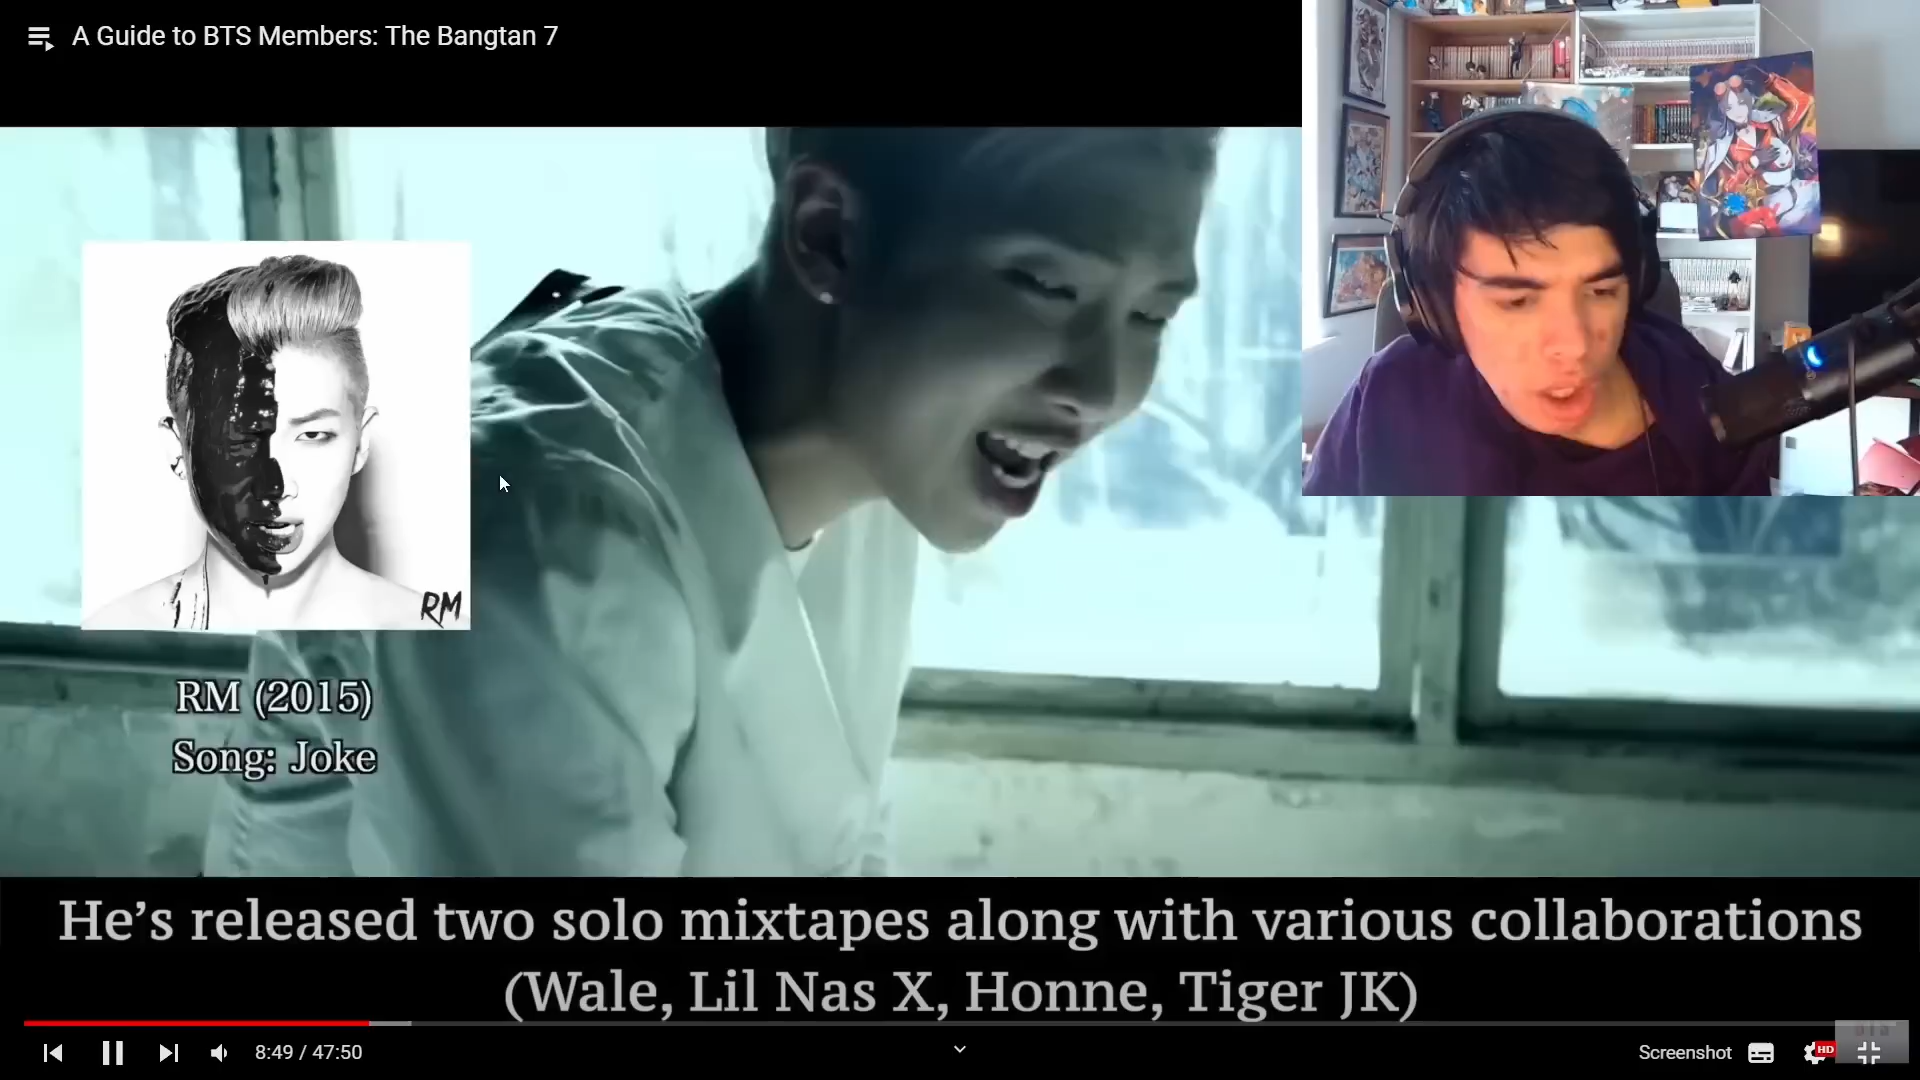 A Guide to BTS Members: The Bangtan 7
RM
RM (2015)
Song: Joke
He’s released two solo mixtapes along with various collaborations
(Wale, Lil Nas X, Honne, Tiger JK)
8:49 / 47:50
Screenshot
HD
BTS